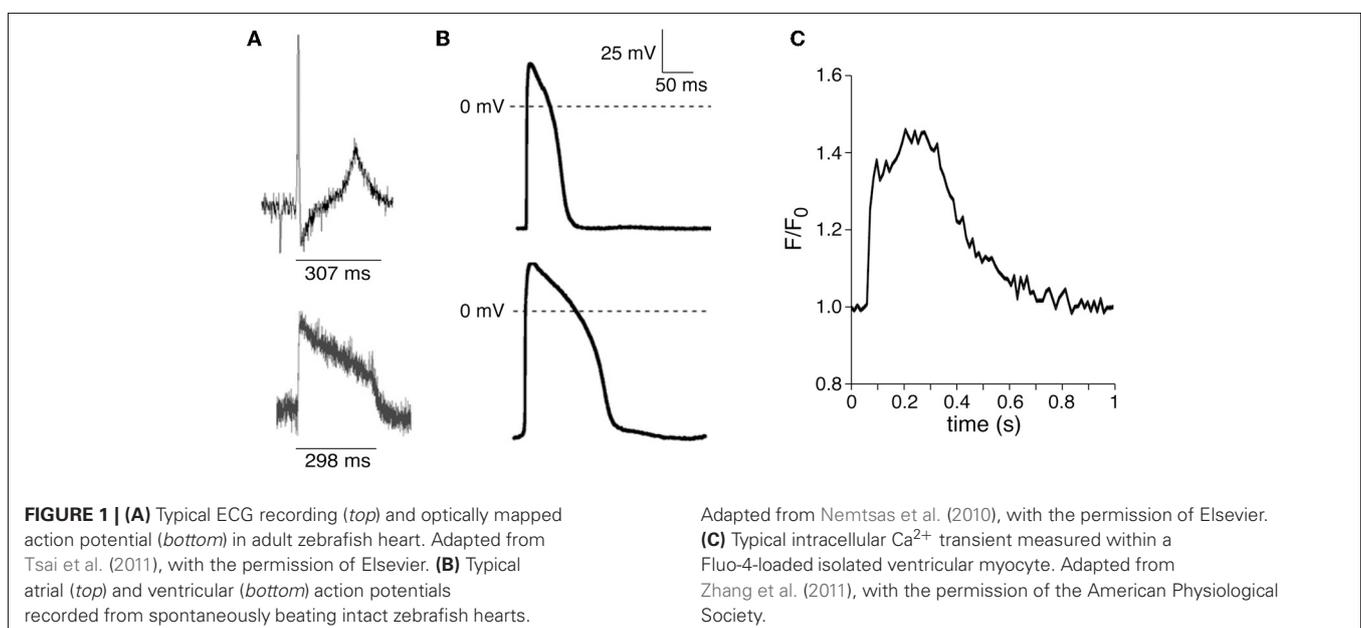 A
B
C
25 mV
50 ms
0 mV
307 ms
0 mV
298 ms
1.6
1.4
1.2
1.0
0.8
F/F0
0 0.2 0.4 0.6 0.8 1
time (s)
FIGURE 1 | (A) Typical ECG recording (top) and optically mapped
action potential (bottom) in adult zebrafish heart. Adapted from
Tsai et al. (2011), with the permission of Elsevier. (B) Typical
atrial (top) and ventricular (bottom) action potentials
recorded from spontaneously beating intact zebrafish hearts.
Adapted from Nemtsas et al. (2010), with the permission of Elsevier.
(C) Typical intracellular Ca2+ transient measured within a
Fluo-4-loaded isolated ventricular myocyte. Adapted from
Zhang et al. (2011), with the permission of the American Physiological
Society.